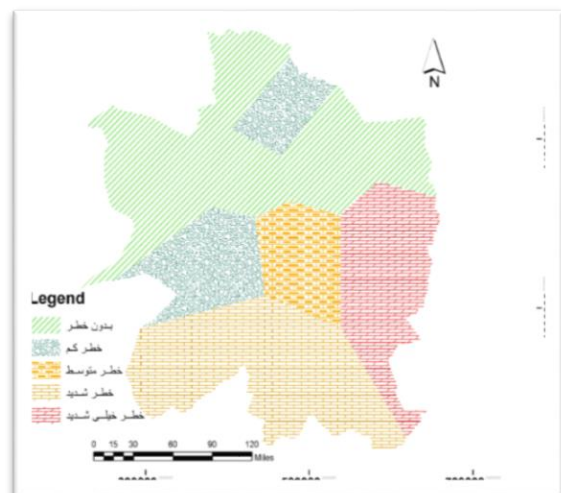 N
Legend
بدون خطر
خطر کم
خطر متوسط
خطر شدید
خطر خیلی شدید
0 15 30 60 90 120
Miles